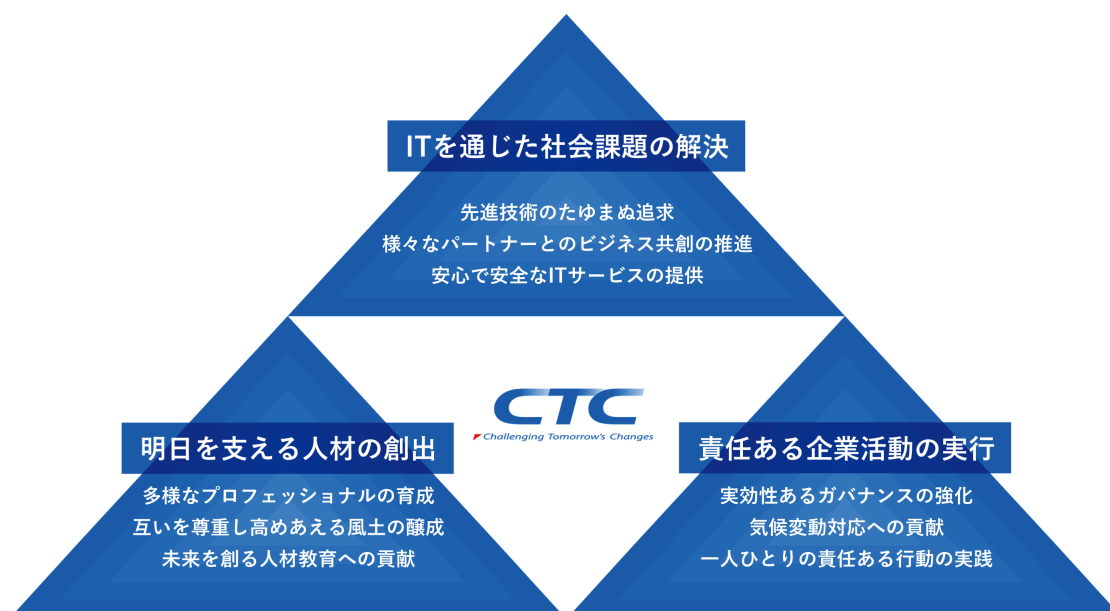 ITを通じた社会課題の解決
先進技術のたゆまぬ追求
様々なパートナーとのビジネス共創の推進
安心で安全なITサービスの提供
CTC
Challenging Tomorrow's Changes
明日を支える人材の創出
多様なプロフェッショナルの育成
互いを尊重し高めあえる風土の醸成
未来を創る人材教育への貢献
責任ある企業活動の実行
実効性あるガバナンスの強化
気候変動対応への貢献
一人ひとりの責任ある行動の実践